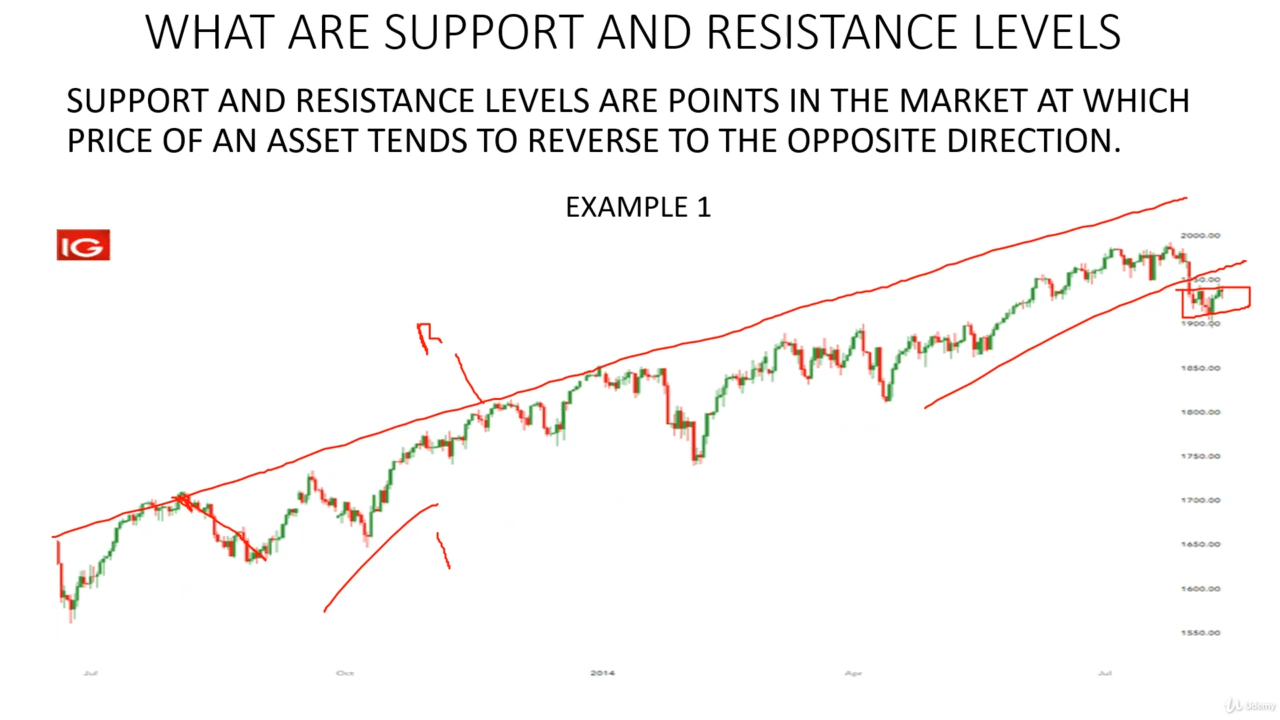 WHAT ARE SUPPORT AND RESISTANCE LEVELS
SUPPORT AND RESISTANCE LEVELS ARE POINTS IN THE MARKET AT WHICH
PRICE OF AN ASSET TENDS TO REVERSE TO THE OPPOSITE DIRECTION.
EXAMPLE 1
IG
2000.00
1900.00
1850.00
1800.00
1750.00
1700.00
1650.00
1600.00
1550.00
Jul
Oct
2014
Apr
Jul
Udemy